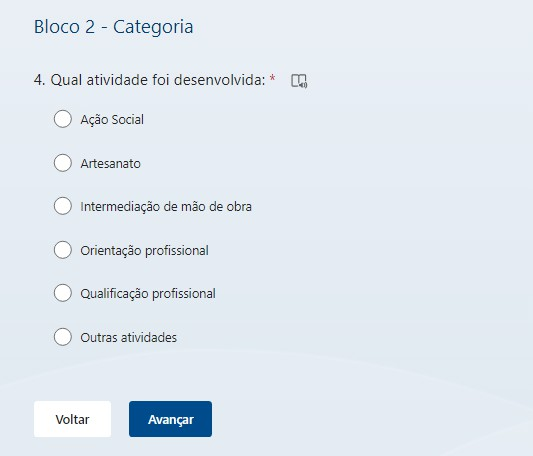 Bloco 2 - Categoria
4. Qual atividade foi desenvolvida: *
Ação Social
Artesanato
Intermediação de mão de obra
Orientação profissional
Qualificação profissional
Outras atividades
Voltar
Avançar